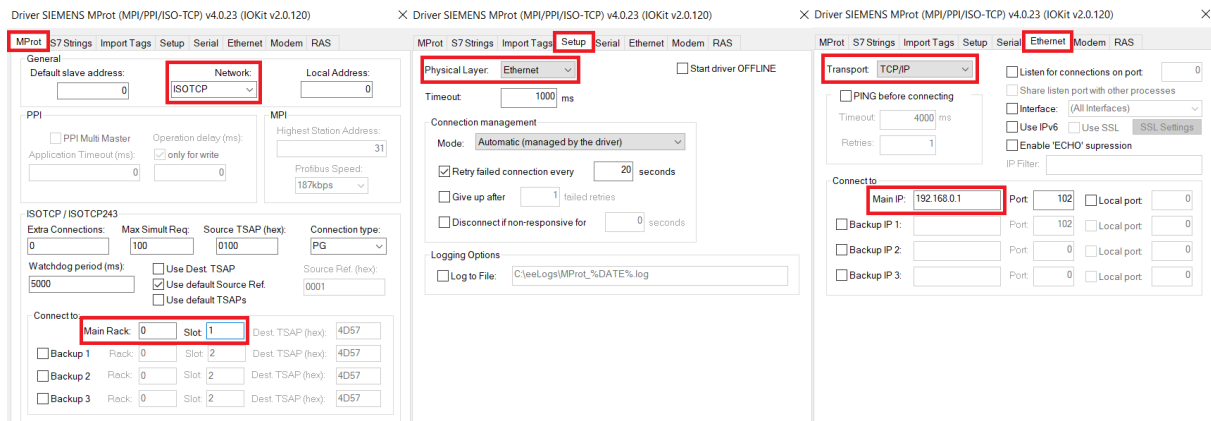 Driver SIEMENS MProt (MPI/PPI/ISO-TCP) v4.0.23 (IOKit v2.0.120)
MProt S7 Strings Import Tags Setup Serial Ethernet Modem RAS
General
Default slave address: Network: Local Address:
0 ISOTCP 0
PPI MPI
PPI Multi Master Operation delay (ms): Highest Station Address:
Application Timeout (ms): only for write 31
0 0 Profibus Speed:
187kbps
ISOTCP / ISOTCP243
Extra Connections: Max Simult Req: Source TSAP (hex): Connection type:
0 100 0100 PG
Watchdog period (ms): Use Dest. TSAP Source Ref. (hex):
5000 Use default Source Ref. 0001
Use default TSAPs
Connect to:
Main Rack: 0 Slot: 1 Dest. TSAP (hex): 4D57
Backup 1 Rack: 0 Slot: 2 Dest. TSAP (hex): 4D57
Backup 2 Rack: 0 Slot: 2 Dest. TSAP (hex): 4D57
Backup 3 Rack: 0 Slot: 2 Dest. TSAP (hex): 4D57
Driver SIEMENS MProt (MPI/PPI/ISO-TCP) v4.0.23 (IOKit v2.0.120)
MProt S7 Strings Import Tags Setup Serial Ethernet Modem RAS
Physical Layer: Ethernet Start driver OFFLINE
Timeout: 1000 ms
Connection management
Mode: Automatic (managed by the driver)
Retry failed connection every 20 seconds
Give up after 1 failed retries
Disconnect if non-responsive for 0 seconds
Logging Options
Log to File: C:\eeLogs\MProt_%DATE%.log
Driver SIEMENS MProt (MPI/PPI/ISO-TCP) v4.0.23 (IOKit v2.0.120)
MProt S7 Strings Import Tags Setup Serial Ethernet Modem RAS
Transport: TCP/IP Listen for connections on port: 0
Share listen port with other processes
PING before connecting Interface: (All Interfaces)
Timeout: 4000 ms Use IPv6 Use SSL SSL Settings
Retries: 1 Enable 'ECHO' supression
IP Filter:
Connect to
Main IP: 192.168.0.1 Port: 102 Local port: 0
Backup IP 1: Port: 102 Local port: 0
Backup IP 2: Port: 0 Local port: 0
Backup IP 3: Port: 0 Local port: 0